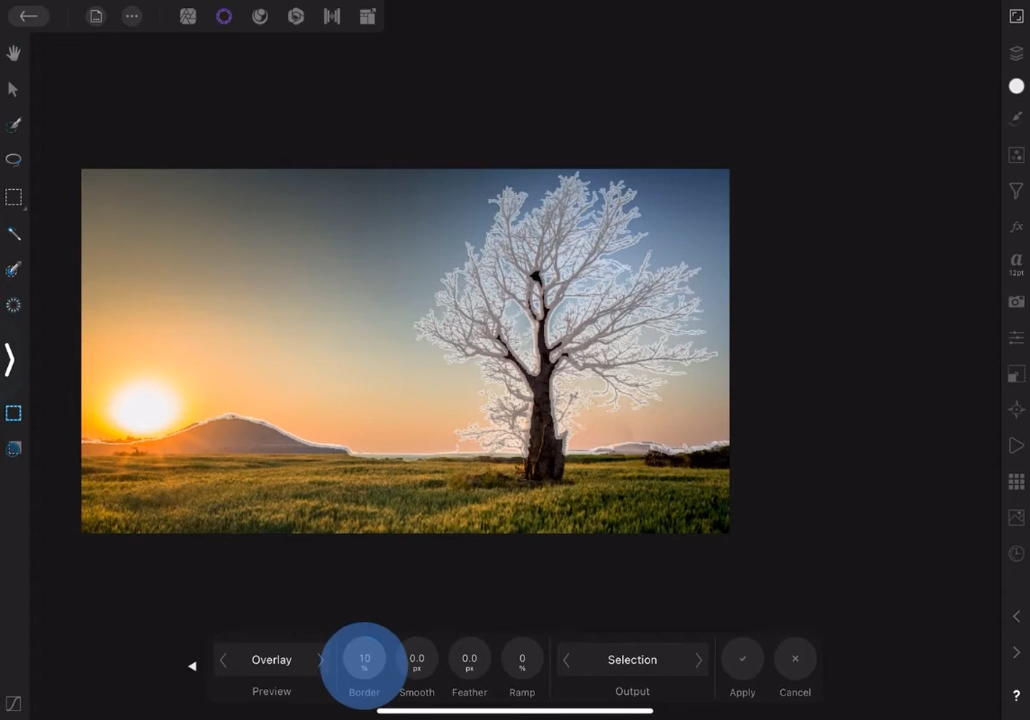 a
12pt
Overlay
10
%
0.0
px
0.0
px
0
%
Selection
Preview
Border
Smooth
Feather
Ramp
Output
Apply
Cancel
?